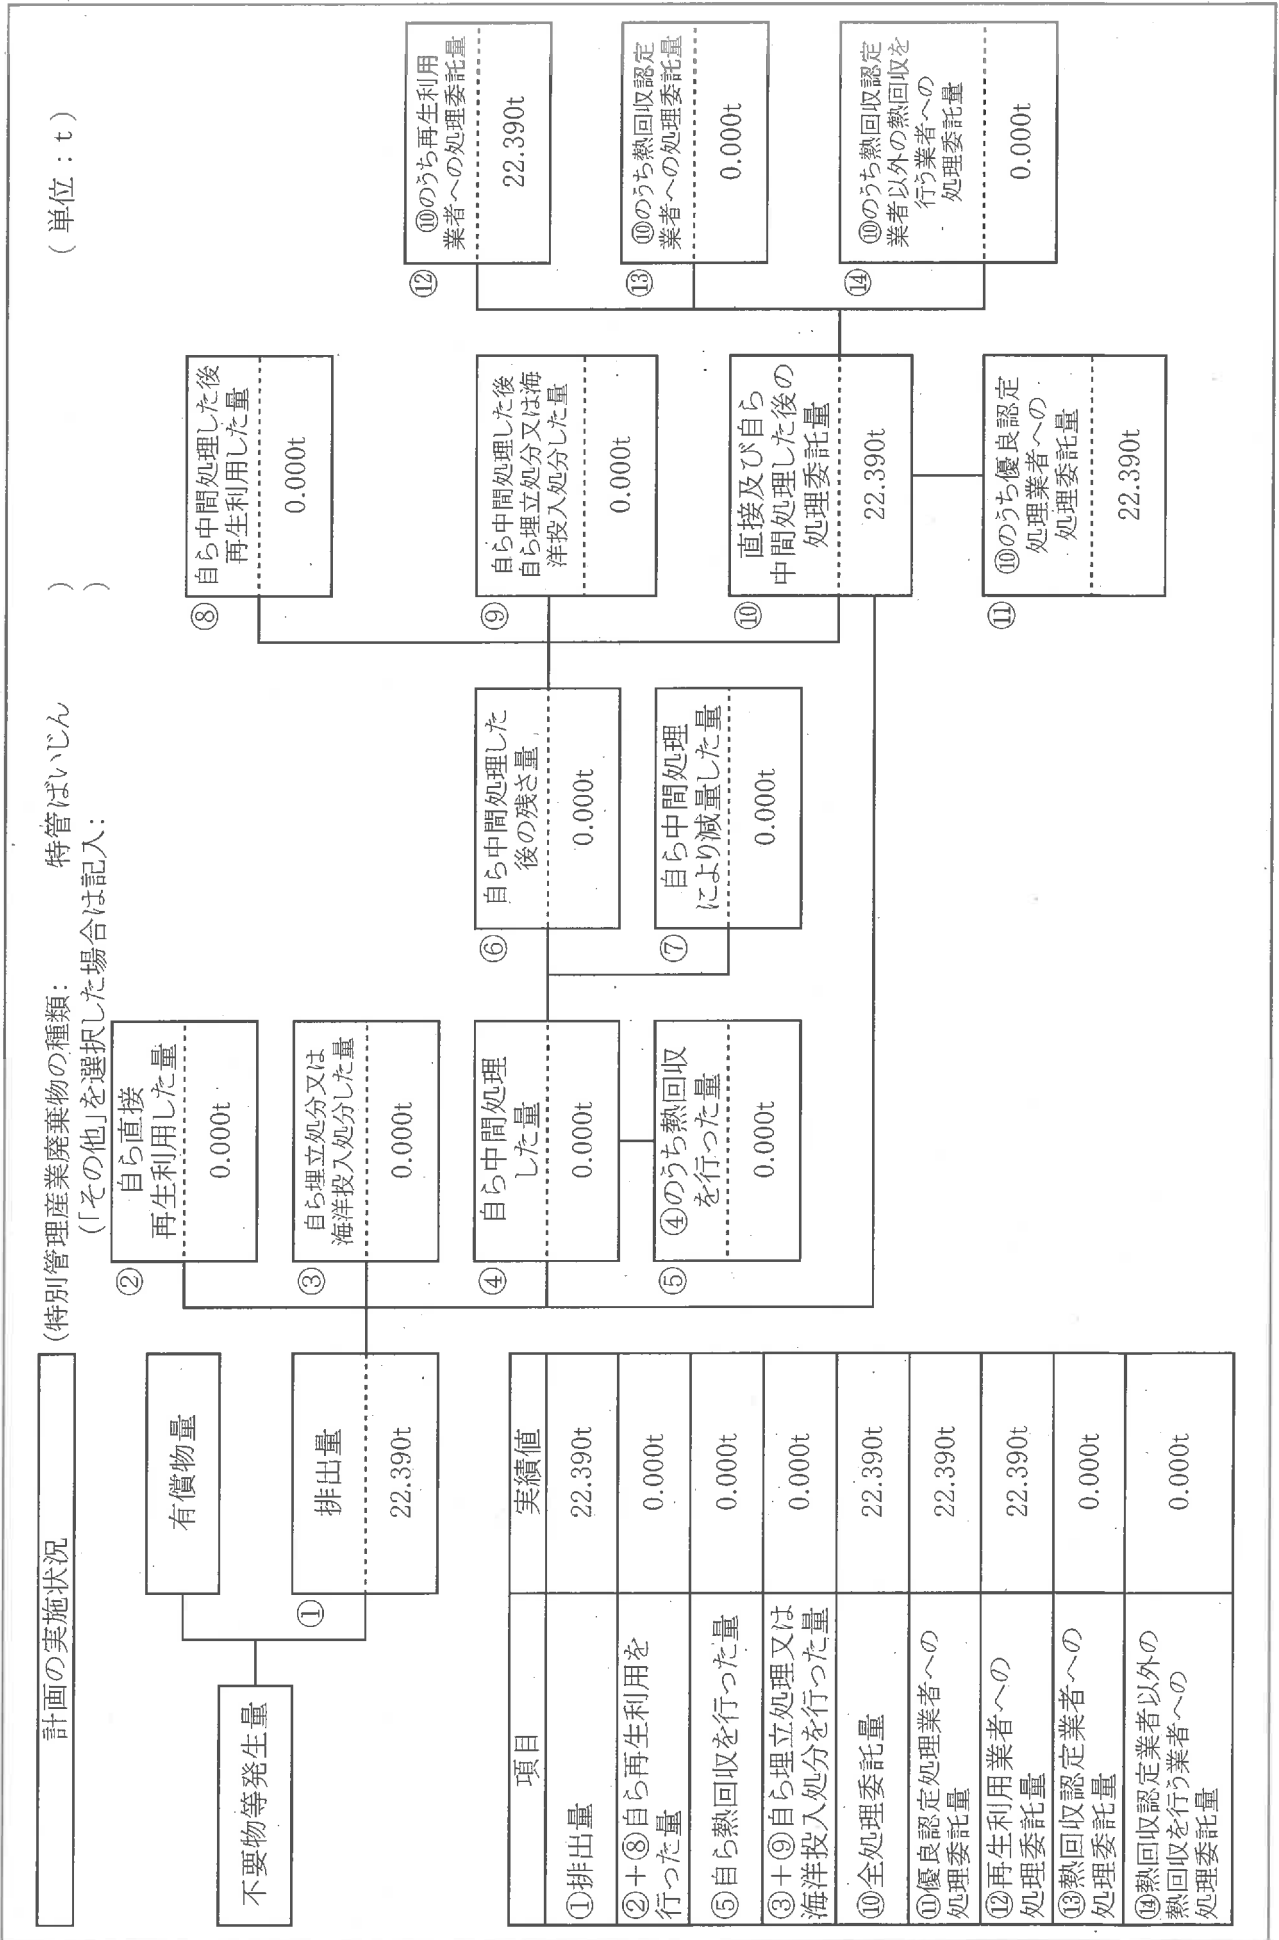 計画の実施状況
(特別管理産業廃棄物の種類： 特管ばいじん )
(「その他」を選択した場合は記入： )
(単位：t)
不要物等発生量
有償物量
①
排出量
22.390t
②
自ら直接
再生利用した量
0.000t
③
自ら埋立処分又は
海洋投入処分した量
0.000t
④
自ら中間処理
した量
0.000t
⑤
④のうち熱回収
を行った量
0.000t
⑥
自ら中間処理した
後の残さ量
0.000t
⑦
自ら中間処理
により減量した量
0.000t
⑧
自ら中間処理した後
再生利用した量
0.000t
⑨
自ら中間処理した後
自ら埋立処分又は海
洋投入処分した量
0.000t
⑩
直接及び自ら
中間処理した後の
処理委託量
22.390t
⑪
⑩のうち優良認定
処理業者への
処理委託量
22.390t
⑫
⑩のうち再生利用
業者への処理委託量
22.390t
⑬
⑩のうち熱回収認定
業者への処理委託量
0.000t
⑭
⑩のうち熱回収認定
業者以外の熱回収を
行う業者への
処理委託量
0.000t
項目 実績値
①排出量 22.390t
②＋⑧自ら再生利用を
行った量 0.000t
⑤自ら熱回収を行った量 0.000t
③＋⑨自ら埋立処理又は
海洋投入処分を行った量 0.000t
⑩全処理委託量 22.390t
⑪優良認定処理業者への
処理委託量 22.390t
⑫再生利用業者への
処理委託量 22.390t
⑬熱回収認定業者への
処理委託量 0.000t
⑭熱回収認定業者以外の
熱回収を行う業者への
処理委託量 0.000t